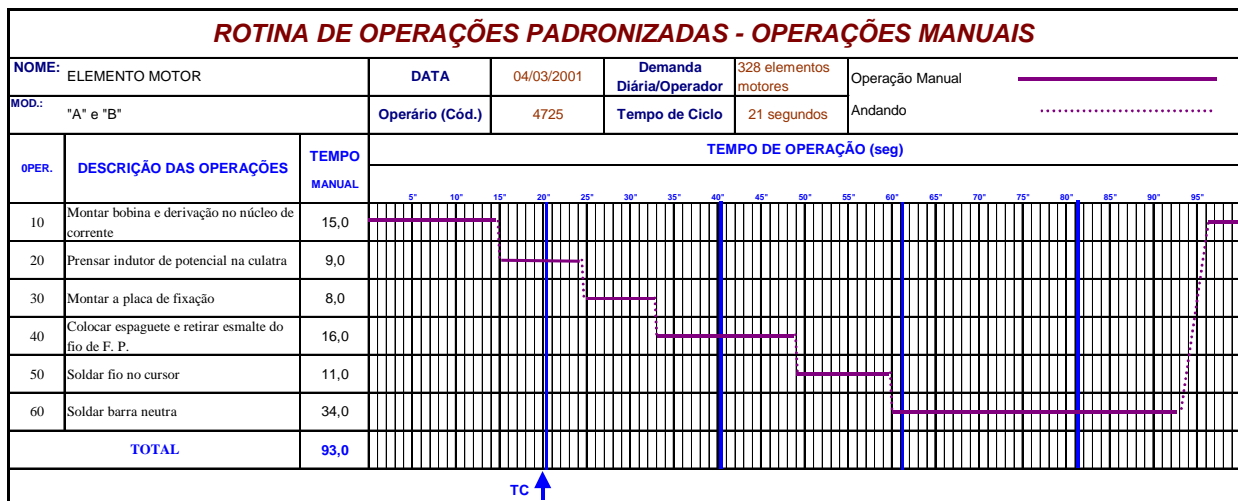 ROTINA DE OPERAÇÕES PADRONIZADAS - OPERAÇÕES MANUAIS
NOME: ELEMENTO MOTOR
DATA
04/03/2001
Demanda Diária/Operador
328 elementos motores
Operação Manual
MOD.: "A" e "B"
Operário (Cód.)
4725
Tempo de Ciclo
21 segundos
Andando
0PER.
DESCRIÇÃO DAS OPERAÇÕES
TEMPO MANUAL
TEMPO DE OPERAÇÃO (seg)
5" 10" 15" 20" 25" 30" 35" 40" 45" 50" 55" 60" 65" 70" 75" 80" 85" 90" 95"
10 Montar bobina e derivação no núcleo de corrente 15,0
20 Prensar indutor de potencial na culatra 9,0
30 Montar a placa de fixação 8,0
40 Colocar espaguete e retirar esmalte do fio de F. P. 16,0
50 Soldar fio no cursor 11,0
60 Soldar barra neutra 34,0
TOTAL 93,0
TC